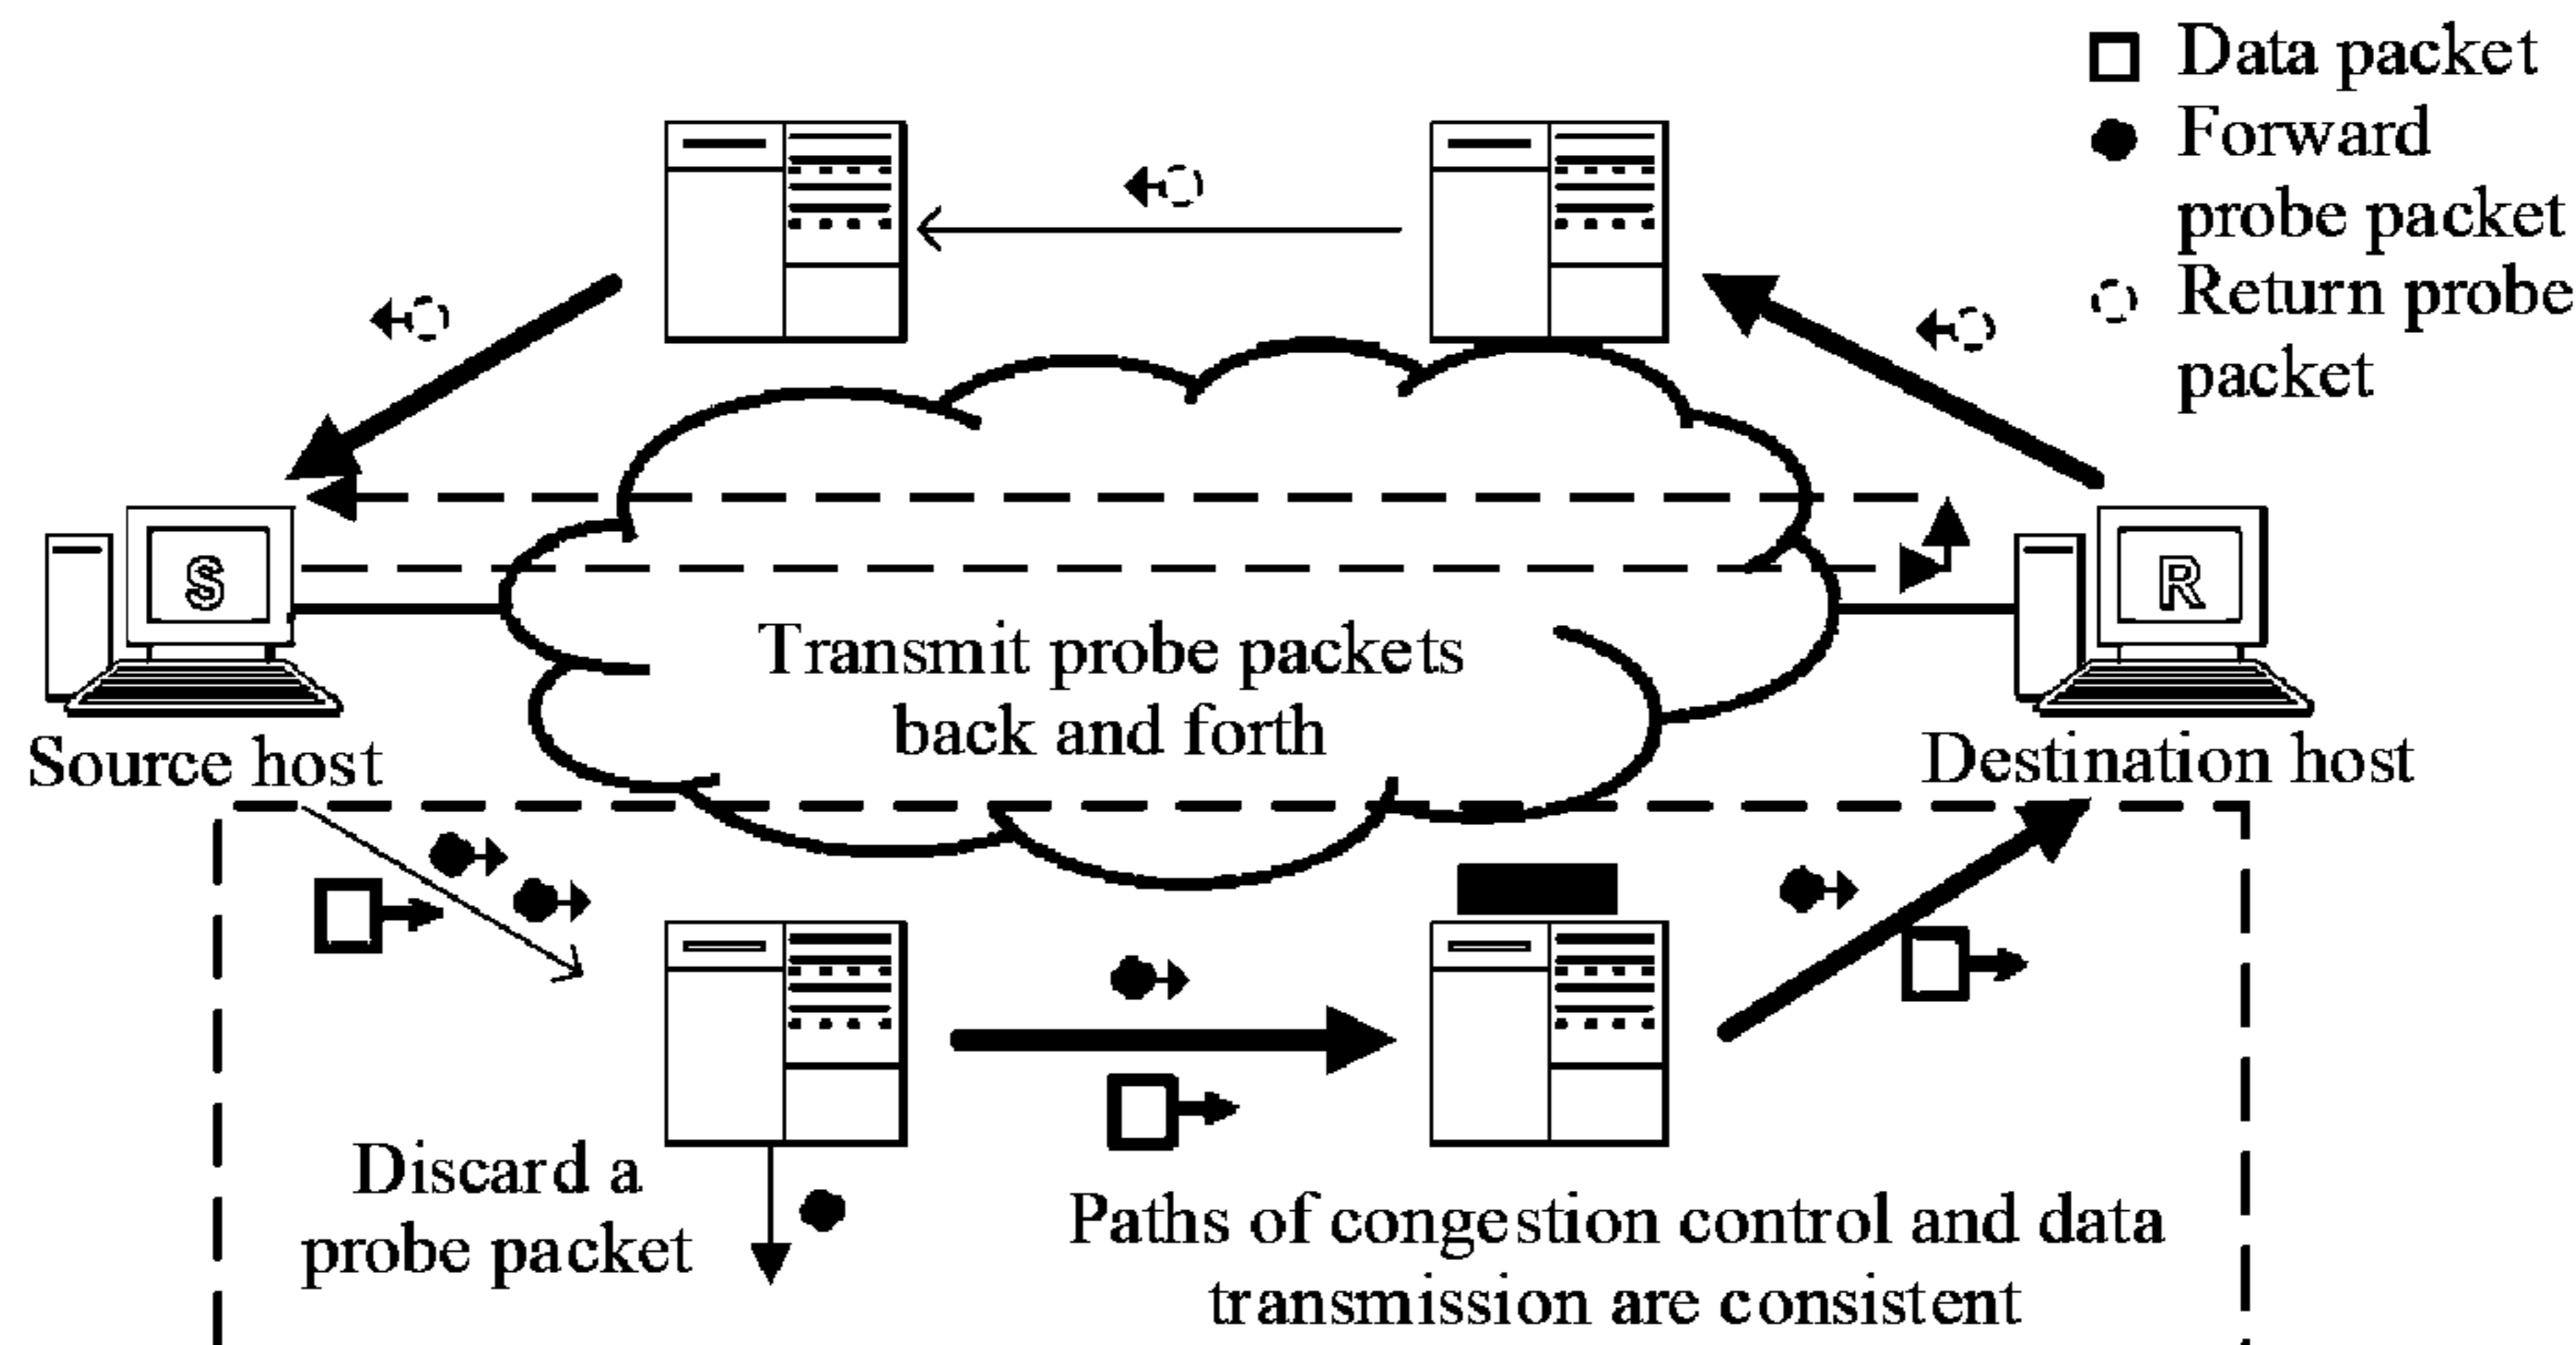 Data packet
Forward
probe packet
Return probe
packet
S
R
Transmit probe packets
back and forth
Source host
Destination host
Discard a
probe packet
Paths of congestion control and data
transmission are consistent